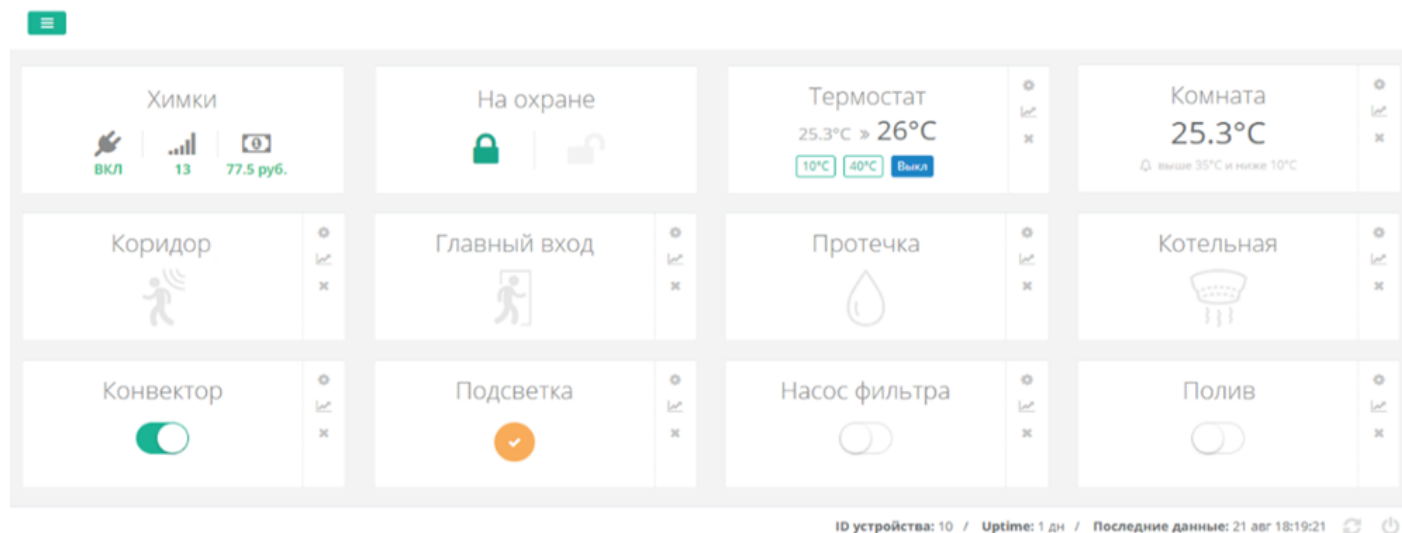 Химки
ВКЛ 13 77.5 руб.
На охране
Термостат
25.3°C » 26°C
10°C 40°C Выкл
Комната
25.3°C
выше 35°C и ниже 10°C
Коридор
Главный вход
Протечка
Котельная
Конвектор
Подсветка
Насос фильтра
Полив
ID устройства: 10 / Uptime: 1 дн / Последние данные: 21 авг 18:19:21